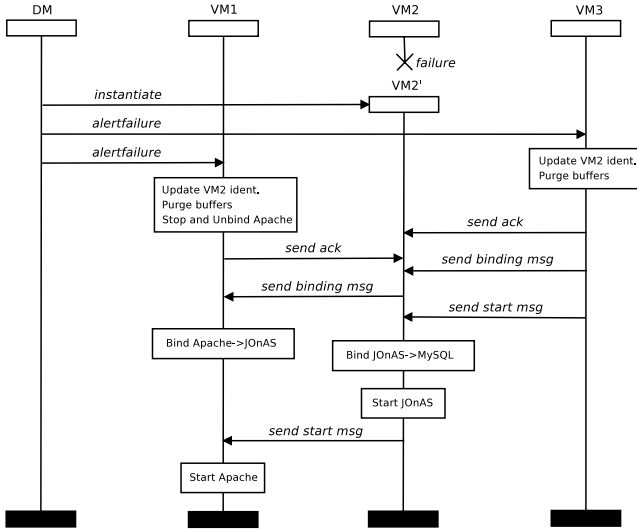 DM
VM1
VM2
VM3
failure
VM2'
instantiate
alertfailure
alertfailure
Update VM2 ident.
Purge buffers
Update VM2 ident.
Purge buffers
Stop and Unbind Apache
send ack
send ack
send binding msg
send binding msg
send start msg
Bind Apache->JOnAS
Bind JOnAS->MySQL
Start JOnAS
send start msg
Start Apache